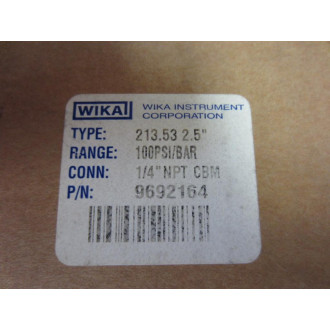 WIKA
WIKA INSTRUMENT
CORPORATION
TYPE: 213.53 2.5"
RANGE: 100PSI/BAR
CONN: 1/4"NPT CBM
P/N: 9692164